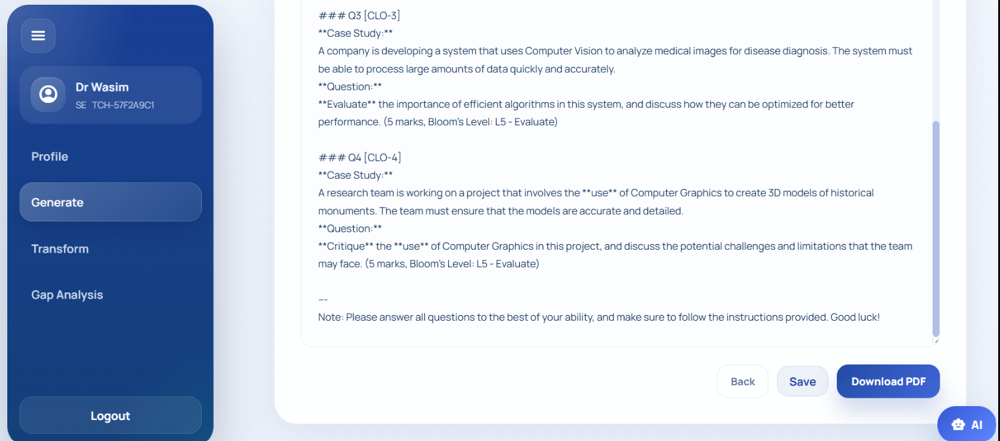 Dr Wasim
SE TCH-57F2A9C1
Profile
Generate
Transform
Gap Analysis
Logout
### Q3 [CLO-3]
**Case Study:**
A company is developing a system that uses Computer Vision to analyze medical images for disease diagnosis. The system must
be able to process large amounts of data quickly and accurately.
**Question:**
**Evaluate** the importance of efficient algorithms in this system, and discuss how they can be optimized for better
performance. (5 marks, Bloom's Level: L5 - Evaluate)
### Q4 [CLO-4]
**Case Study:**
A research team is working on a project that involves the **use** of Computer Graphics to create 3D models of historical
monuments. The team must ensure that the models are accurate and detailed.
**Question:**
**Critique** the **use** of Computer Graphics in this project, and discuss the potential challenges and limitations that the team
may face. (5 marks, Bloom's Level: L5 - Evaluate)
---
Note: Please answer all questions to the best of your ability, and make sure to follow the instructions provided. Good luck!
Back
Save
Download PDF
AI